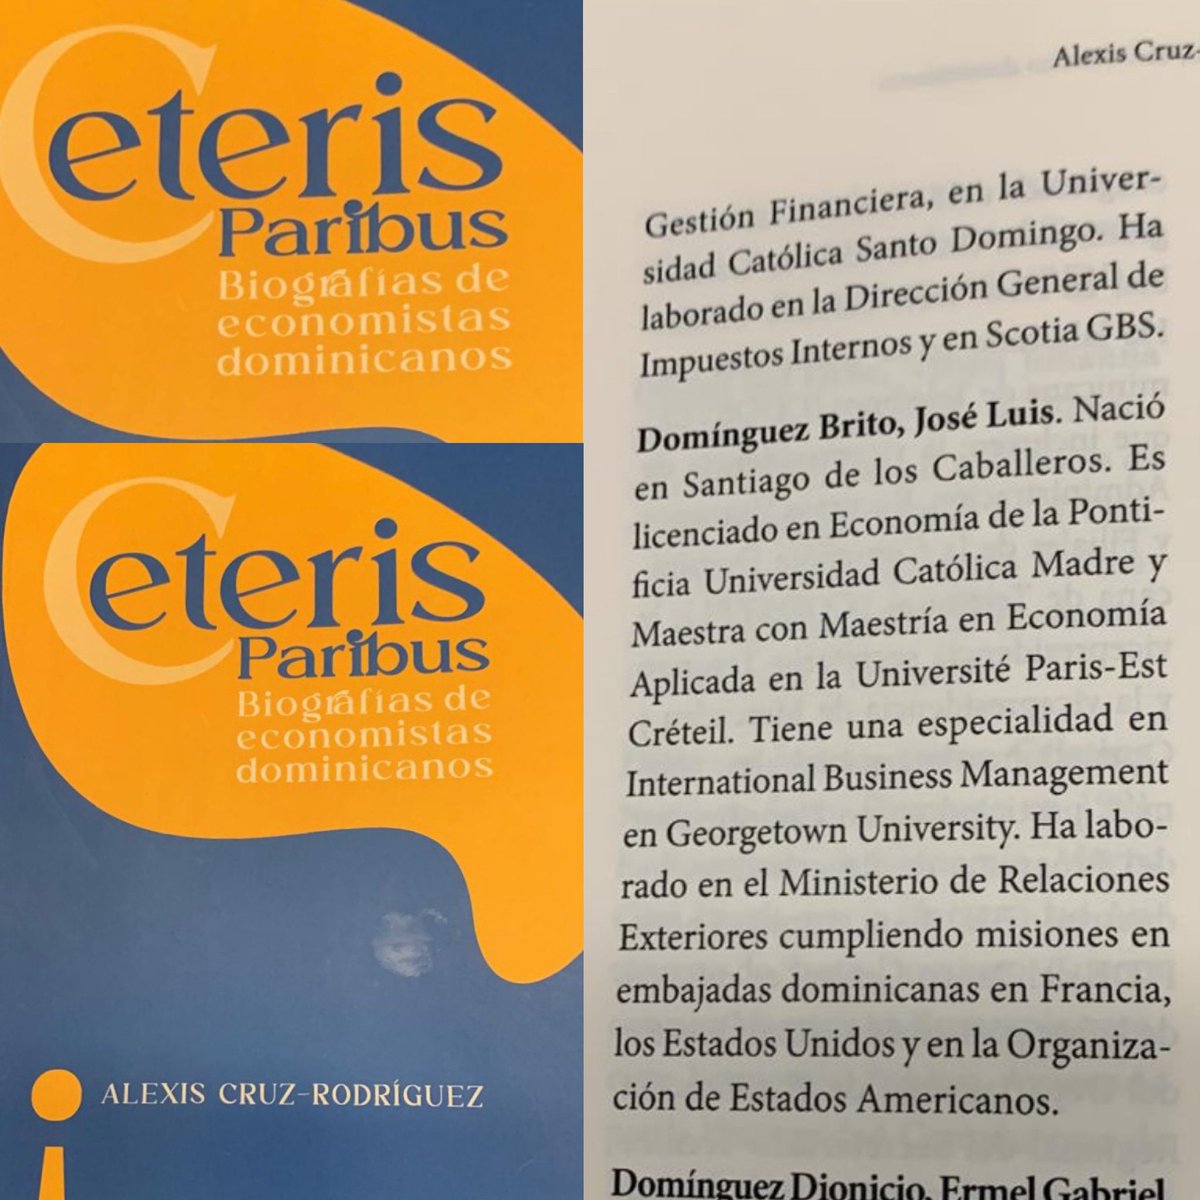 Ceteris
Paribus
Biografías de
economistas
dominicanos
Ceteris
Paribus
Biografías de
economistas
dominicanos
ALEXIS CRUZ-RODRÍGUEZ
Alexis Cruz-
Gestión Financiera, en la Univer-
sidad Católica Santo Domingo. Ha
laborado en la Dirección General de
Impuestos Internos y en Scotia GBS.
Domínguez Brito, José Luis. Nació
en Santiago de los Caballeros. Es
licenciado en Economía de la Ponti-
ficia Universidad Católica Madre y
Maestra con Maestría en Economía
Aplicada en la Université Paris-Est
Créteil. Tiene una especialidad en
International Business Management
en Georgetown University. Ha labo-
rado en el Ministerio de Relaciones
Exteriores cumpliendo misiones en
embajadas dominicanas en Francia,
los Estados Unidos y en la Organiza-
ción de Estados Americanos.
Domínguez Dionicio, Ermel Gabriel